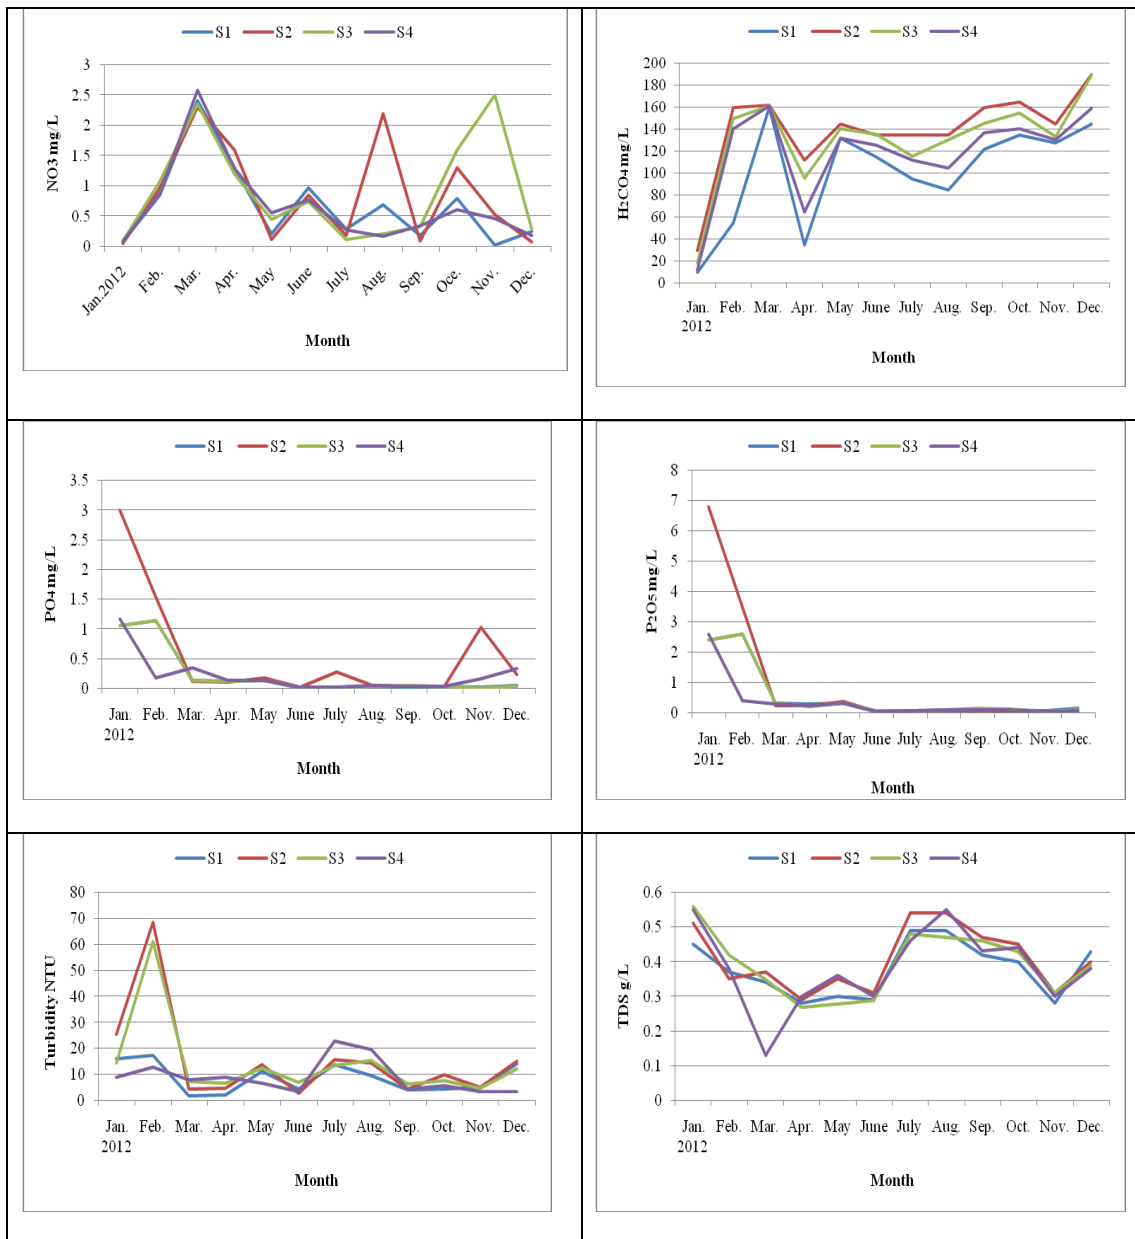 S1 S2 S3 S4
NO3 mg/L
3
2.5
2
1.5
1
0.5
0
Jan.2012 Feb. Mar. Apr. May June July Aug. Sep. Oce. Nov. Dec.
Month
S1 S2 S3 S4
H2CO4 mg/L
200
180
160
140
120
100
80
60
40
20
0
Jan. Feb. Mar. Apr. May June July Aug. Sep. Oct. Nov. Dec.
2012
Month
S1 S2 S3 S4
PO4 mg/L
3.5
3
2.5
2
1.5
1
0.5
0
Jan. Feb. Mar. Apr. May June July Aug. Sep. Oct. Nov. Dec.
2012
Month
S1 S2 S3 S4
P2O5 mg/L
8
7
6
5
4
3
2
1
0
Jan. Feb. Mar. Apr. May June July Aug. Sep. Oct. Nov. Dec.
2012
Month
S1 S2 S3 S4
Turbidity NTU
80
70
60
50
40
30
20
10
0
Jan. Feb. Mar. Apr. May June July Aug. Sep. Oct. Nov. Dec.
2012
Month
S1 S2 S3 S4
TDS g/L
0.6
0.5
0.4
0.3
0.2
0.1
0
Jan. Feb. Mar. Apr. May June July Aug. Sep. Oct. Nov. Dec.
2012
Month